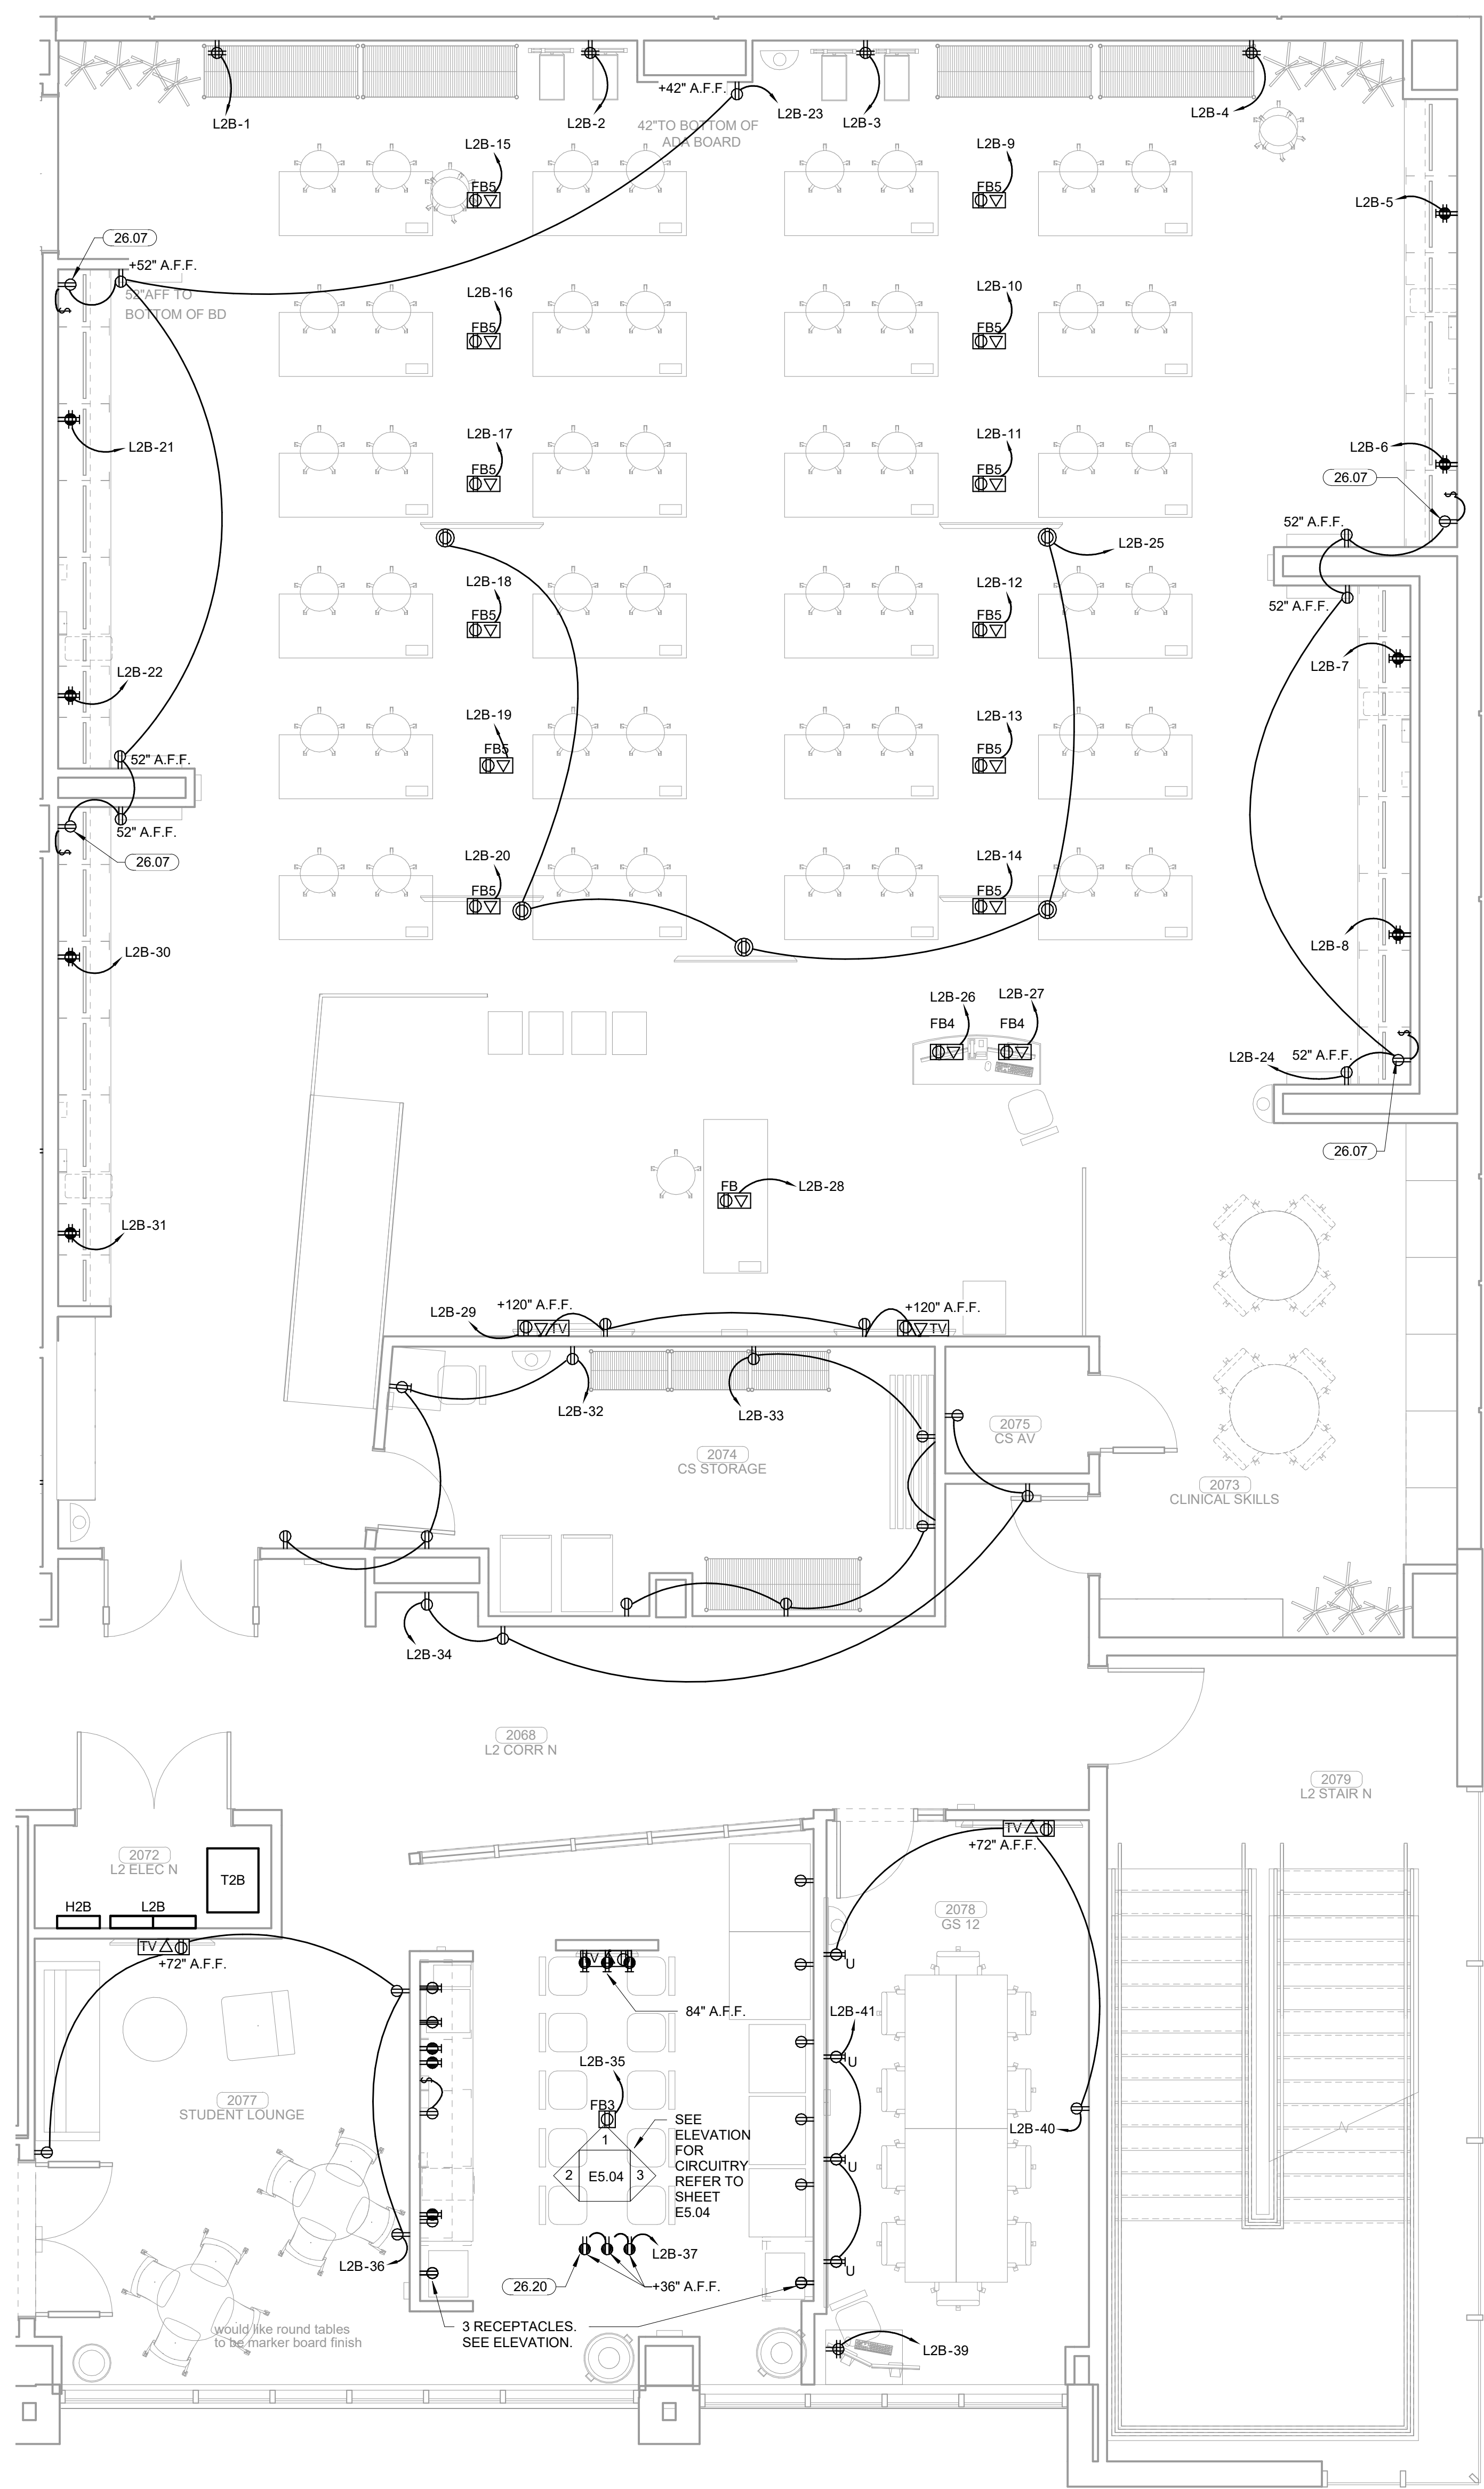 L2B-1
L2B-2
+42" A.F.F.
L2B-23
L2B-3
L2B-4
42"TO BOTTOM OF
ADA BOARD
L2B-15
FB5
L2B-9
FB5
L2B-5
26.07
+52" A.F.F.
52"AFF TO
BOTTOM OF BD
L2B-16
FB5
L2B-10
FB5
L2B-21
L2B-17
FB5
L2B-11
FB5
L2B-6
26.07
S
S
52" A.F.F.
L2B-25
L2B-18
FB5
L2B-12
FB5
52" A.F.F.
L2B-22
L2B-7
L2B-19
FB5
L2B-13
FB5
52" A.F.F.
52" A.F.F.
S
26.07
L2B-20
FB5
L2B-14
FB5
L2B-30
L2B-8
L2B-26
FB4
L2B-27
FB4
S
L2B-24
52" A.F.F.
26.07
FB
L2B-28
L2B-31
L2B-29
+120" A.F.F.
TV
+120" A.F.F.
TV
L2B-32
L2B-33
2074
CS STORAGE
2075
CS AV
2073
CLINICAL SKILLS
L2B-34
2068
L2 CORR N
2079
L2 STAIR N
2072
L2 ELEC N
T2B
H2B
L2B
TV
+72" A.F.F.
TV
+72" A.F.F.
2078
GS 12
TV
84" A.F.F.
U
L2B-41
U
L2B-35
FB3
S
2077
STUDENT LOUNGE
1
2
E5.04
3
SEE
ELEVATION
FOR
CIRCUITRY
REFER TO
SHEET
E5.04
L2B-40
U
L2B-36
L2B-37
U
26.20
+36" A.F.F.
3 RECEPTACLES.
SEE ELEVATION.
would like round tables
to be marker board finish
L2B-39